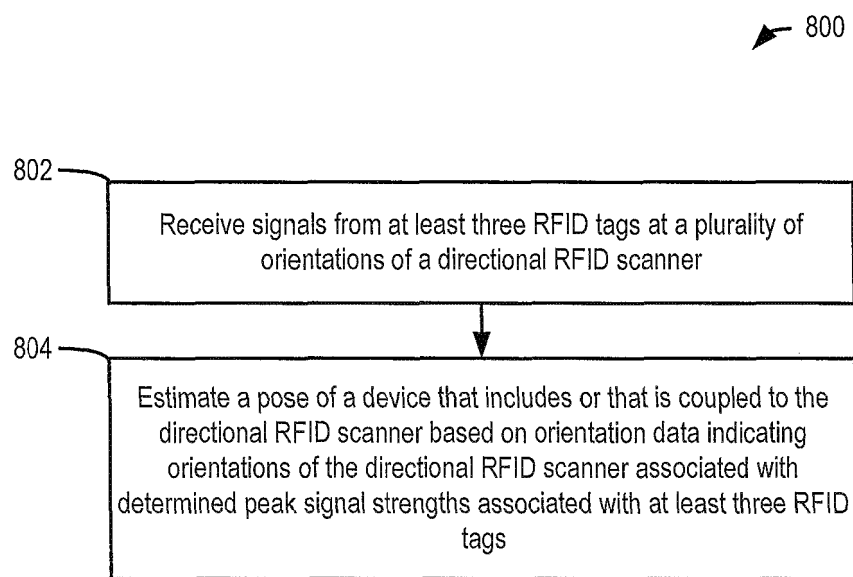 800
802
Receive signals from at least three RFID tags at a plurality of
orientations of a directional RFID scanner
804
Estimate a pose of a device that includes or that is coupled to the
directional RFID scanner based on orientation data indicating
orientations of the directional RFID scanner associated with
determined peak signal strengths associated with at least three RFID
tags